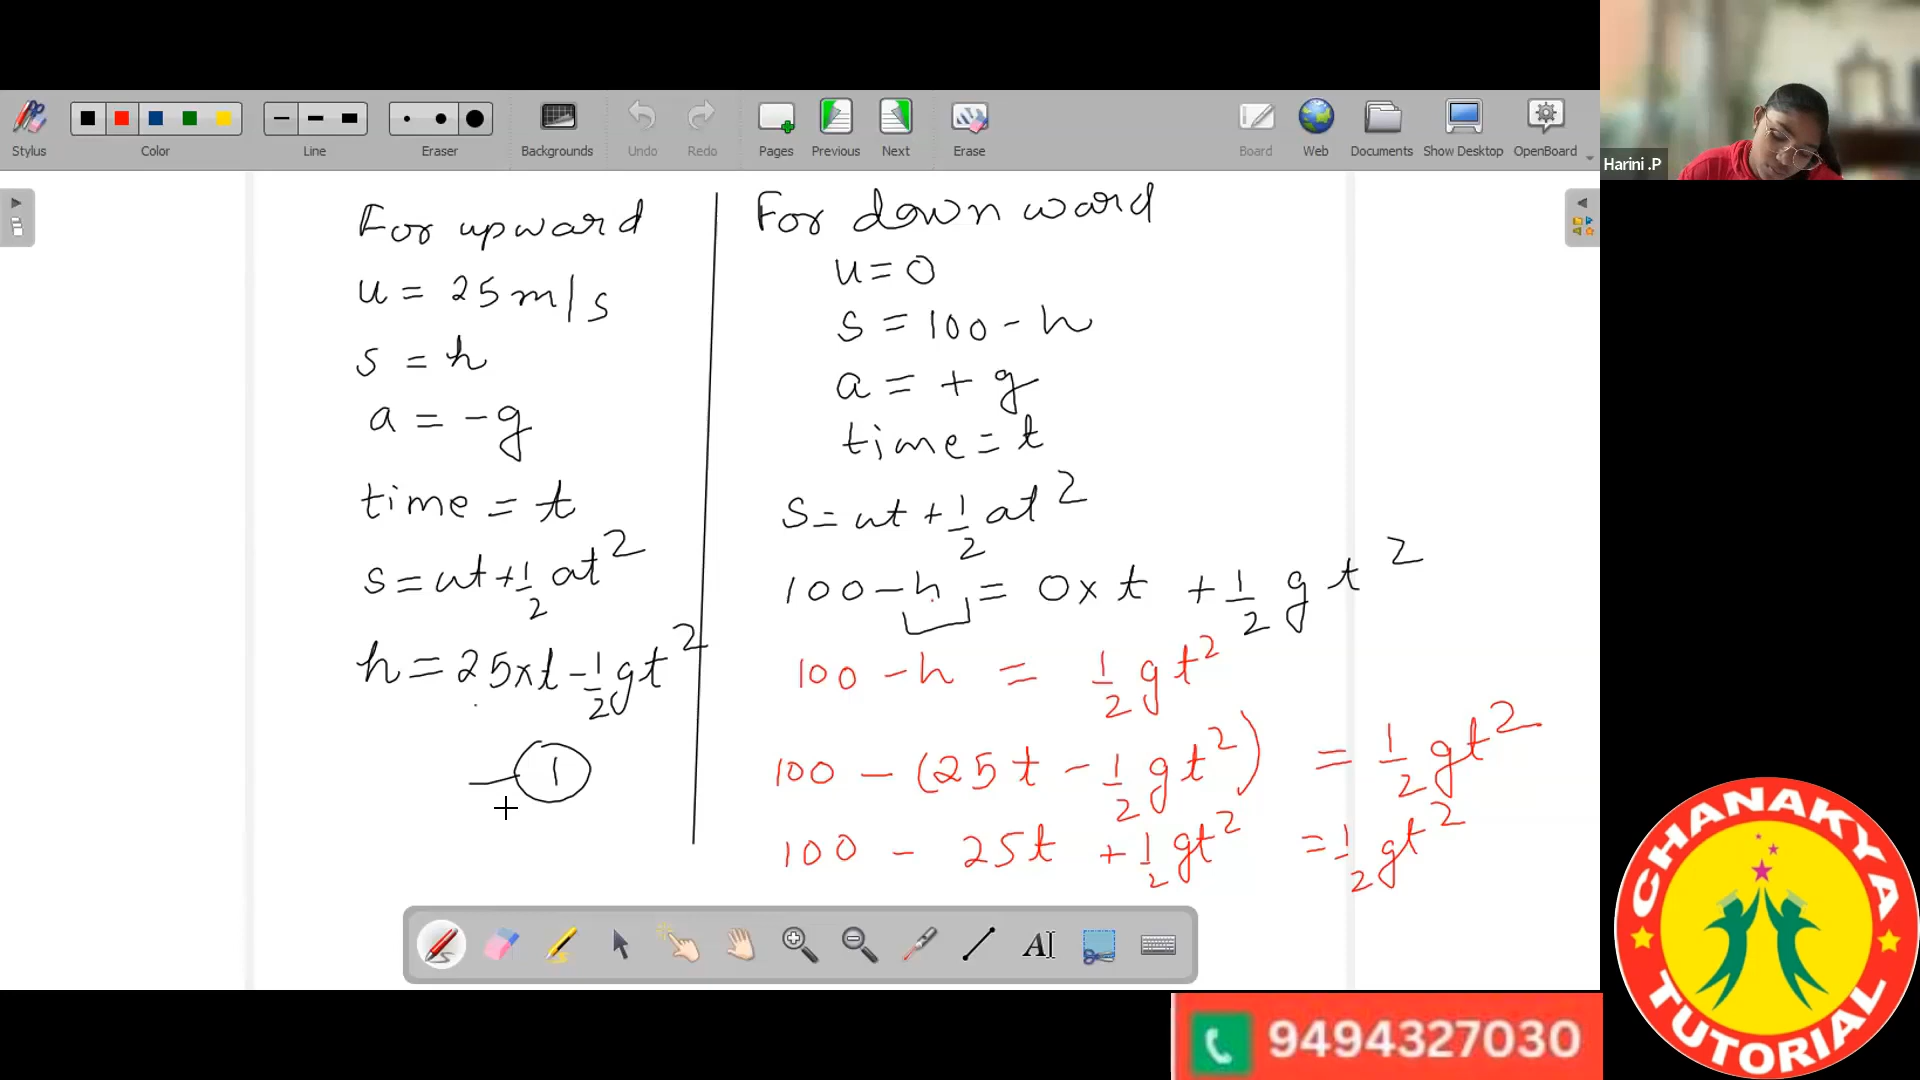 Stylus
Color
Line
Eraser
Backgrounds
Undo
Redo
Pages
Previous
Next
Erase
Board
Web
Documents
Show Desktop
OpenBoard
Harini .P
For upward
u = 25 m/s
s = h
a = -g
time = t
s = ut + 1/2 at²
h = 25×t - 1/2 gt²
— 1
For downward
u = 0
s = 100 - h
a = + g
time = t
s = ut + 1/2 at²
100 - h = 0 × t + 1/2 g t²
100 - h = 1/2 gt²
100 - (25t - 1/2 gt²) = 1/2 gt²
100 - 25t + 1/2 gt² = 1/2 gt²
A
CHANAKYA
TUTORIAL
9494327030